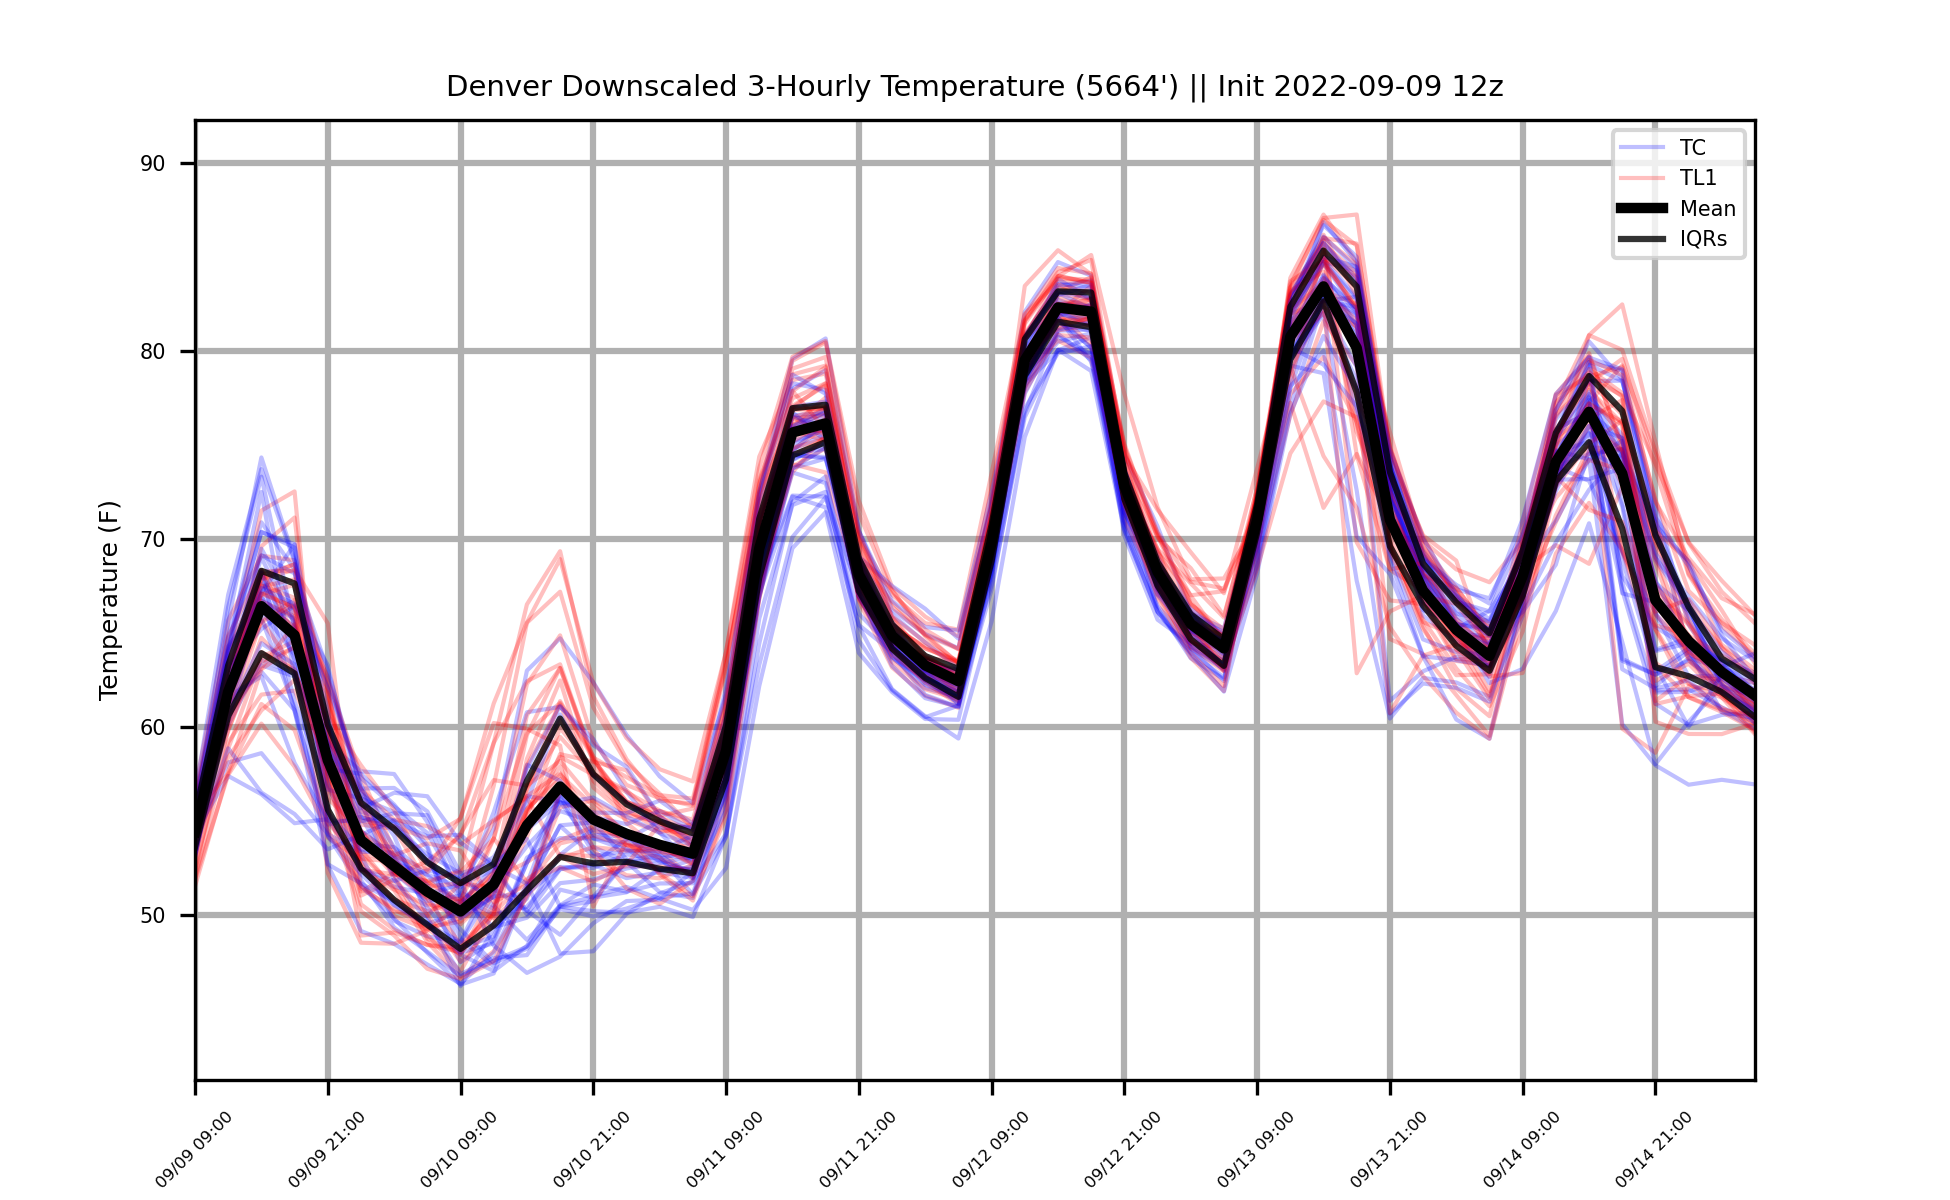 Denver Downscaled 3-Hourly Temperature (5664') || Init 2022-09-09 12z
TC
TL1
Mean
IQRs
Temperature (F)
90
80
70
60
50
09/09 09:00
09/09 21:00
09/10 09:00
09/10 21:00
09/11 09:00
09/11 21:00
09/12 09:00
09/12 21:00
09/13 09:00
09/13 21:00
09/14 09:00
09/14 21:00